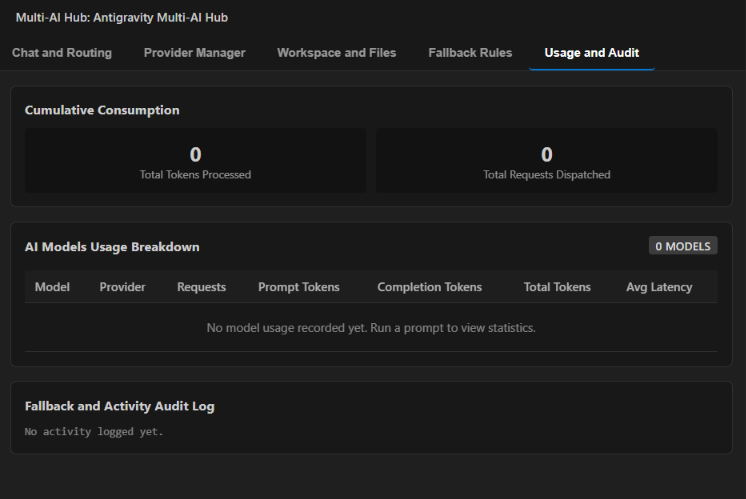 Multi-AI Hub: Antigravity Multi-AI Hub
Chat and Routing Provider Manager Workspace and Files Fallback Rules Usage and Audit
Cumulative Consumption
0 0
Total Tokens Processed Total Requests Dispatched
AI Models Usage Breakdown 0 MODELS
Model Provider Requests Prompt Tokens Completion Tokens Total Tokens Avg Latency
No model usage recorded yet. Run a prompt to view statistics.
Fallback and Activity Audit Log
No activity logged yet.